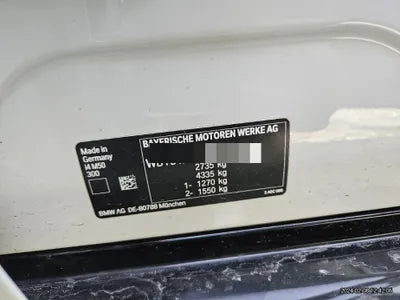 BAYERISCHE MOTOREN WERKE AG
Made in
Germany
i4 M50
300
2735 kg
4335 kg
1- 1270 kg
2- 1550 kg
BMW AG DE-80788 München